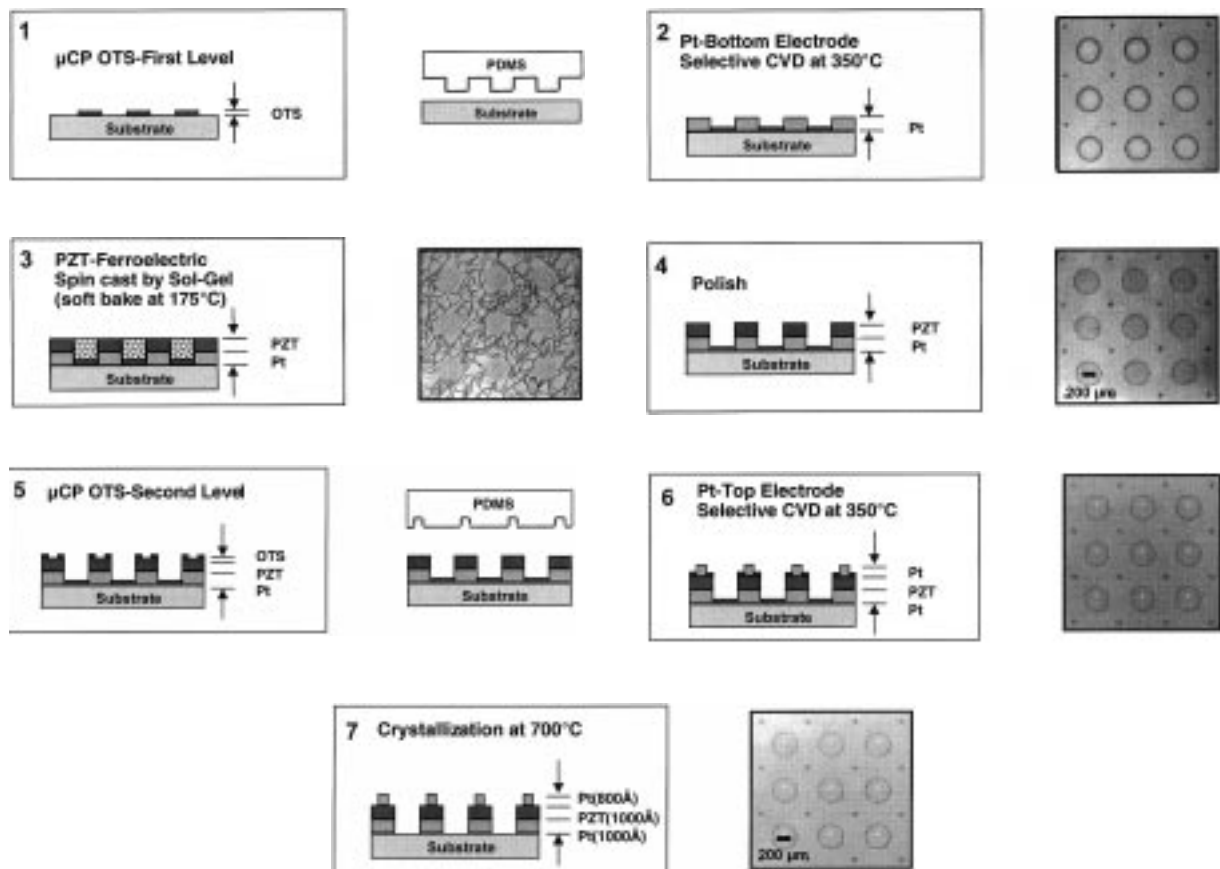 1
µCP OTS-First Level
OTS
Substrate
PDMS
Substrate
2
Pt-Bottom Electrode
Selective CVD at 350°C
Pt
Substrate
3
PZT-Ferroelectric
Spin cast by Sol-Gel
(soft bake at 175°C)
PZT
Pt
Substrate
4
Polish
PZT
Pt
Substrate
200 µm
5
µCP OTS-Second Level
OTS
PZT
Pt
Substrate
PDMS
Substrate
6
Pt-Top Electrode
Selective CVD at 350°C
Pt
PZT
Pt
Substrate
7
Crystallization at 700°C
Pt(800Å)
PZT(1000Å)
Pt(1000Å)
Substrate
200 µm